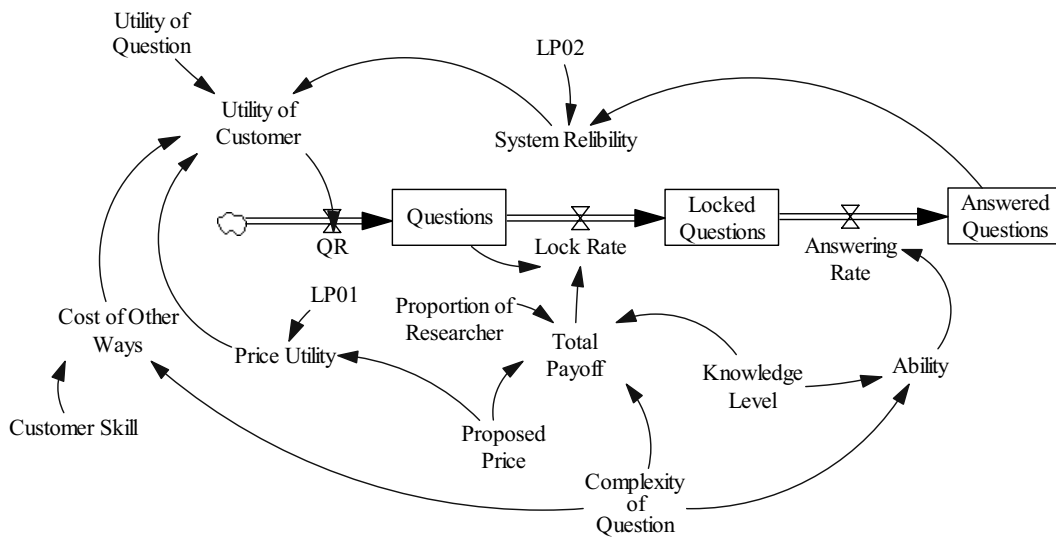 Utility of
Question
LP02
Utility of
Customer
System Relibility
Questions
Locked
Questions
Answered
Questions
QR
Lock Rate
Answering
Rate
LP01
Proportion of
Researcher
Cost of Other
Ways
Price Utility
Total
Payoff
Knowledge
Level
Ability
Customer Skill
Proposed
Price
Complexity
of
Question